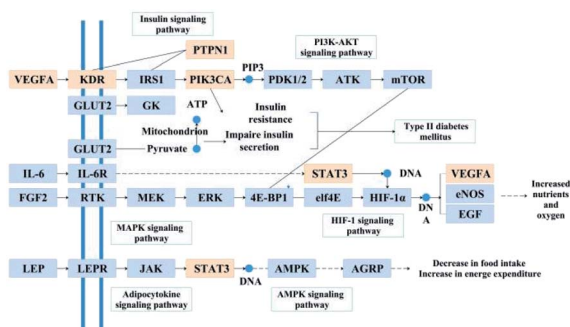 Insulin signaling
pathway
PTPN1
PI3K-AKT
signaling pathway
PIP3
VEGFA
KDR
IRS1
PIK3CA
PDK1/2
ATK
mTOR
GLUT2
GK
ATP
Insulin
resistance
Mitochondrion
Impaire insulin
secretion
Type II diabetes
mellitus
GLUT2
Pyruvate
IL-6
IL-6R
STAT3
DNA
VEGFA
FGF2
RTK
MEK
ERK
4E-BP1
elf4E
HIF-1α
DN
A
eNOS
EGF
Increased
nutrients
and
oxygen
MAPK signaling
pathway
HIF-1 signaling
pathway
LEP
LEPR
JAK
STAT3
DNA
AMPK
AGRP
Decrease in food intake
Increase in energy expenditure
Adipocytokine
signaling pathway
AMPK signaling
pathway